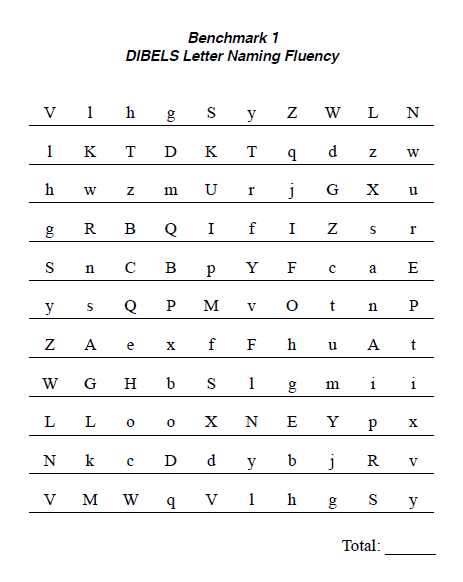 Benchmark 1
DIBELS Letter Naming Fluency
V l h g S y Z W L N
l K T D K T q d z w
h w z m U r j G X u
g R B Q I f I Z s r
S n C B p Y F c a E
y s Q P M v O t n P
Z A e x f F h u A t
W G H b S l g m i i
L L o o X N E Y p x
N k c D d y b j R v
V M W q V l h g S y
Total: ______